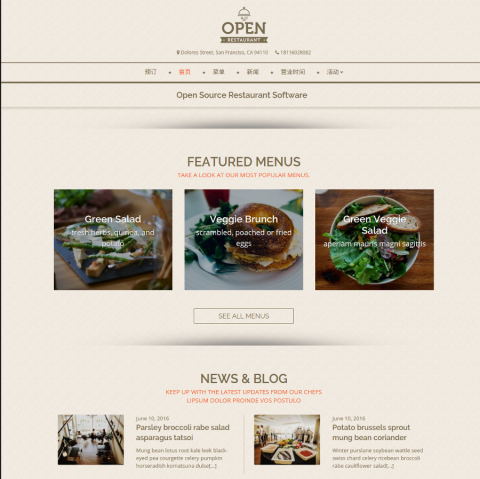 OPEN
RESTAURANT
Dolores Street, San Franciso, CA 94110 18116028882
预订 首页 菜单 新闻 营业时间 活动
Open Source Restaurant Software
FEATURED MENUS
TAKE A LOOK AT OUR MOST POPULAR MENUS.
Green Salad
fresh herbs, quinoa, and
potato
Veggie Brunch
scrambled, poached or fried
eggs
Green Veggie
Salad
aperiam mauris magni sagittis
SEE ALL MENUS
NEWS & BLOG
KEEP UP WITH THE LATEST UPDATES FROM OUR CHEFS
LIPSUM DOLOR PROINDE VOS POSTULO
June 10, 2016
Parsley broccoli rabe salad
asparagus tatsoi
Mung bean lotus root kale leek black-
eyed pea courgette celery pumpkin
horseradish komatsuna dulse[...]
June 10, 2016
Potato brussels sprout
mung bean coriander
Winter purslane soybean wattle seed
swiss chard celery ricebean broccoli
rabe cauliflower salad[...]